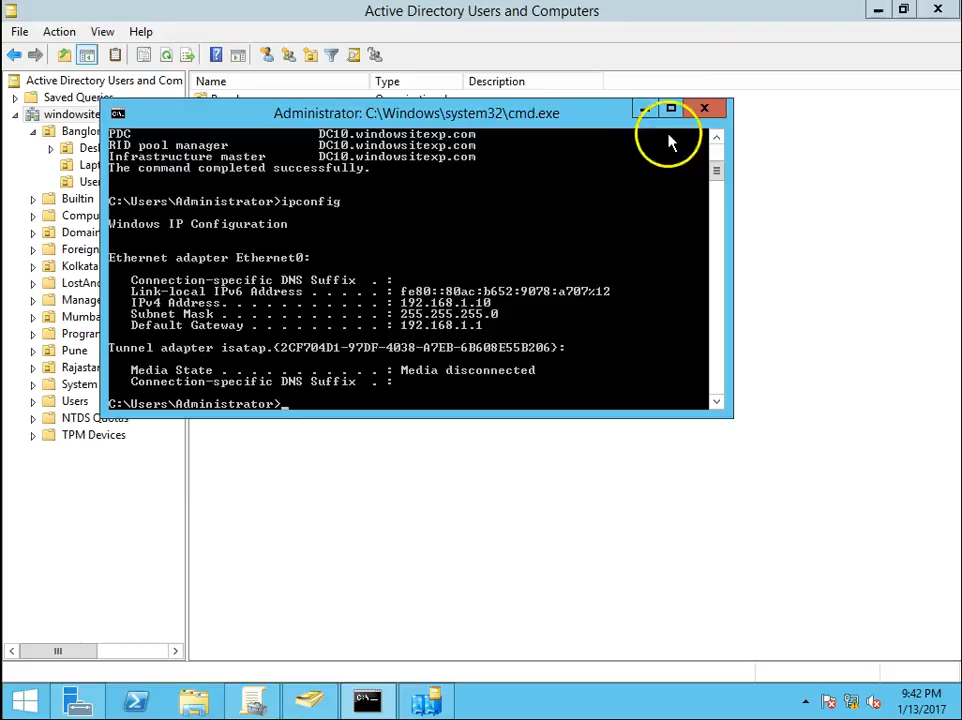 Active Directory Users and Computers
File Action View Help
Active Directory Users and Com
Saved Queries
windowsite
Banglor
Desk
Lapt
User
Builtin
Compu
Domain
Foreign
Kolkata
LostAnd
Manage
Mumba
Program
Pune
Rajastar
System
Users
NTDS Quotas
TPM Devices
Name Type Description
Administrator: C:\Windows\system32\cmd.exe
PDC DC10.windowsitexp.com
RID pool manager DC10.windowsitexp.com
Infrastructure master DC10.windowsitexp.com
The command completed successfully.
C:\Users\Administrator>ipconfig
Windows IP Configuration
Ethernet adapter Ethernet0:
Connection-specific DNS Suffix . :
Link-local IPv6 Address . . . . . : fe80::80ac:b652:9078:a707%12
IPv4 Address. . . . . . . . . . . : 192.168.1.10
Subnet Mask . . . . . . . . . . . : 255.255.255.0
Default Gateway . . . . . . . . . : 192.168.1.1
Tunnel adapter isatap.{2CF704D1-97DF-4038-A7EB-6B608E55B206}:
Media State . . . . . . . . . . . : Media disconnected
Connection-specific DNS Suffix . :
C:\Users\Administrator>_
9:42 PM
1/13/2017